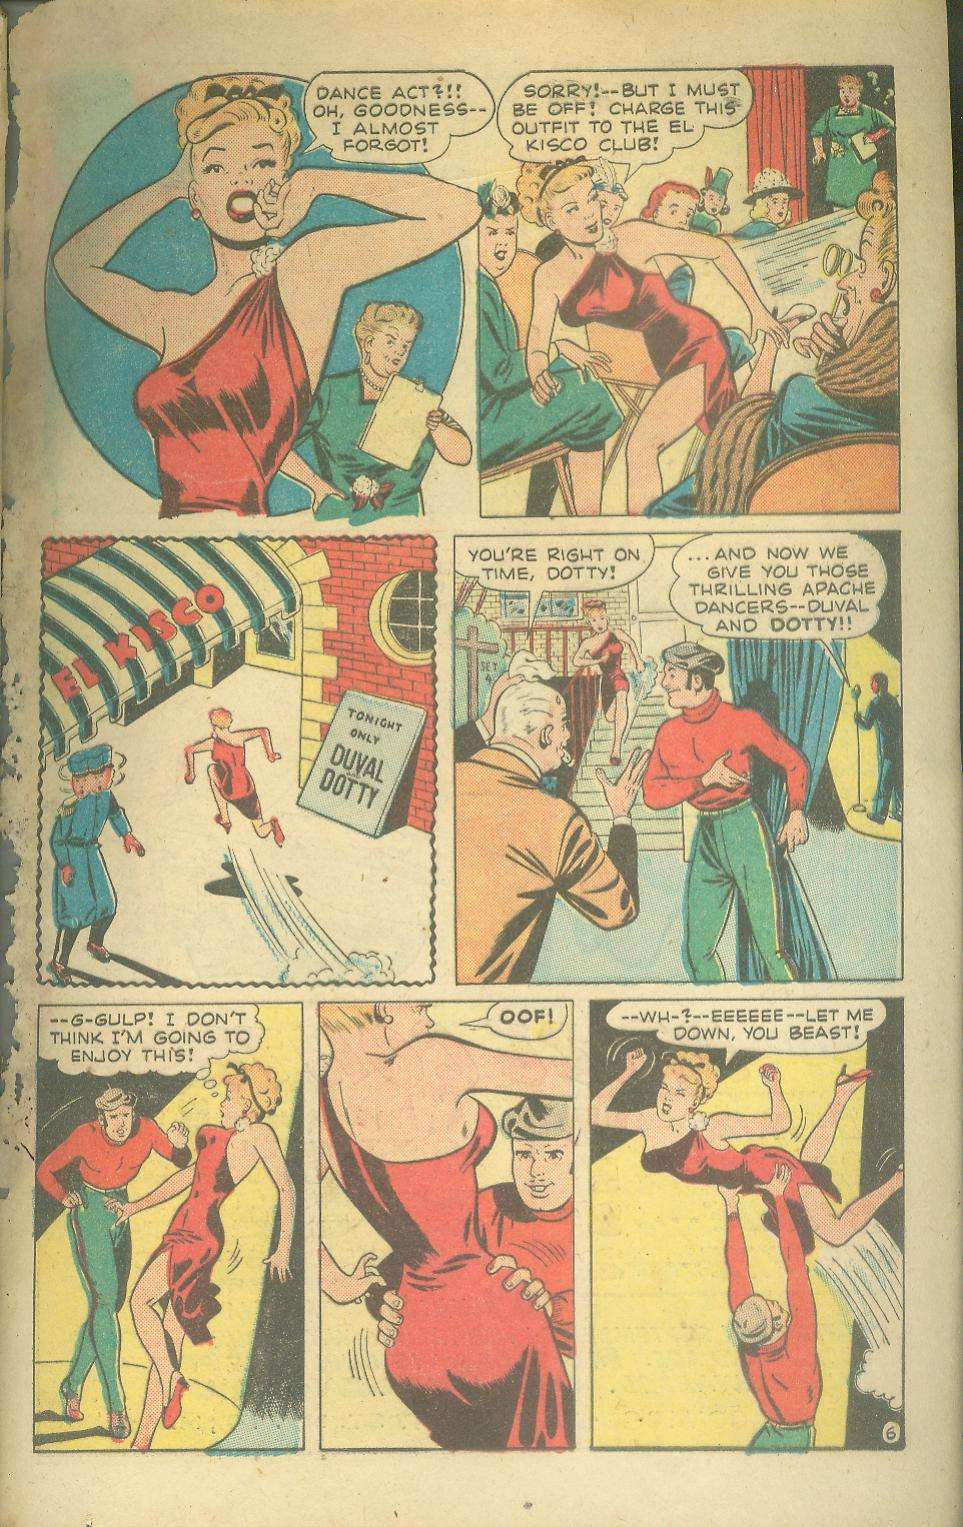 DANCE ACT?!!
OH, GOODNESS--
I ALMOST
FORGOT!
SORRY!--BUT I MUST
BE OFF! CHARGE THIS
OUTFIT TO THE EL
KISCO CLUB!
? ?
EL KISCO
TONIGHT
ONLY
DUVAL
DOTTY
YOU'RE RIGHT ON
TIME, DOTTY!
...AND NOW WE
GIVE YOU THOSE
THRILLING APACHE
DANCERS--DUVAL
AND DOTTY!!
SET
4
--G-GULP! I DON'T
THINK I'M GOING TO
ENJOY THIS!
OOF!
--WH-?--EEEEEE--LET ME
DOWN, YOU BEAST!
6